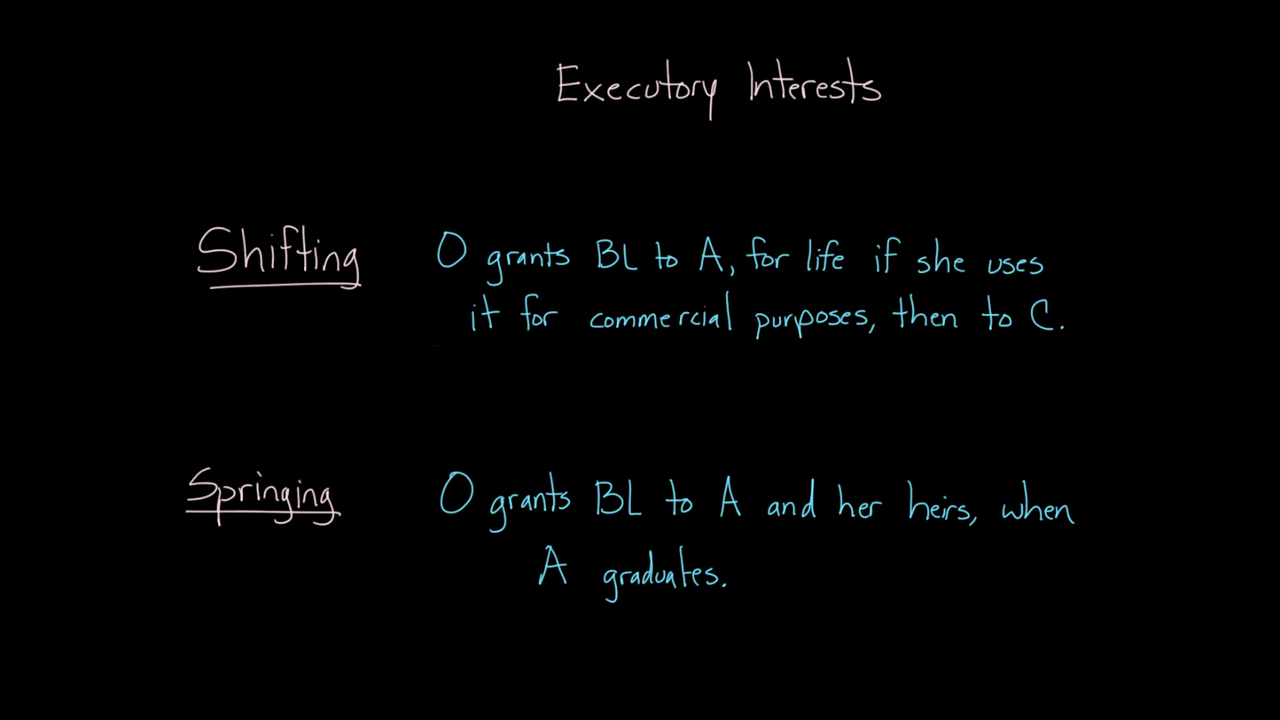 Executory Interests
Shifting
O grants BL to A, for life if she uses
it for commercial purposes, then to C.
Springing
O grants BL to A and her heirs, when
A graduates.